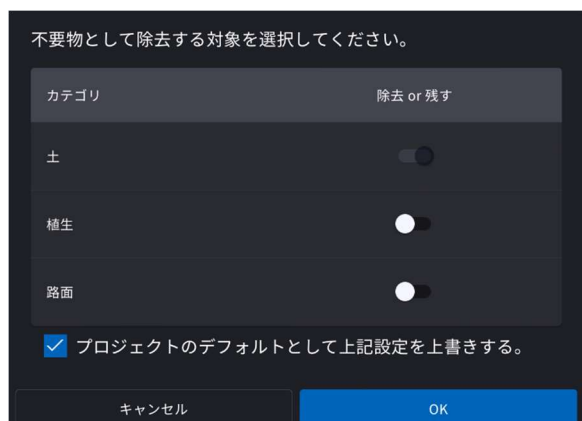 不要物として除去する対象を選択してください。
カテゴリ 除去 or 残す
土
植生
路面
プロジェクトのデフォルトとして上記設定を上書きする。
キャンセル OK